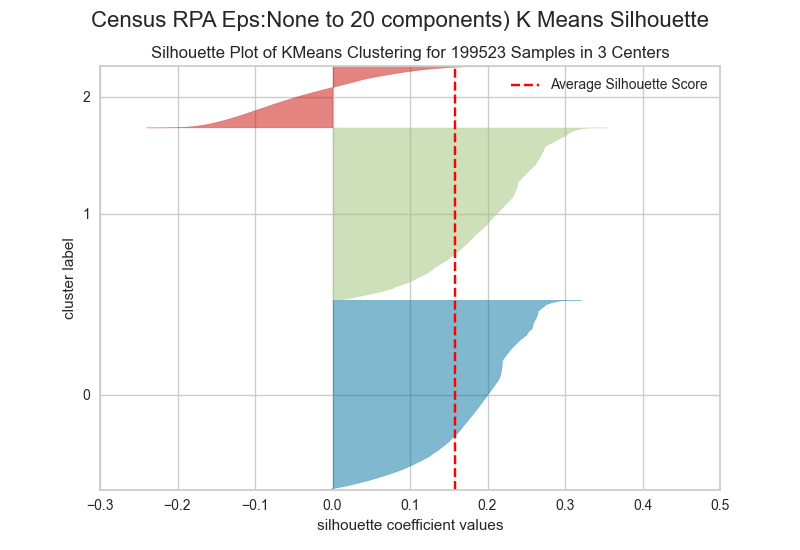 Census RPA Eps:None to 20 components) K Means Silhouette
Silhouette Plot of KMeans Clustering for 199523 Samples in 3 Centers
Average Silhouette Score
2
1
0
cluster label
−0.3 −0.2 −0.1 0.0 0.1 0.2 0.3 0.4 0.5
silhouette coefficient values